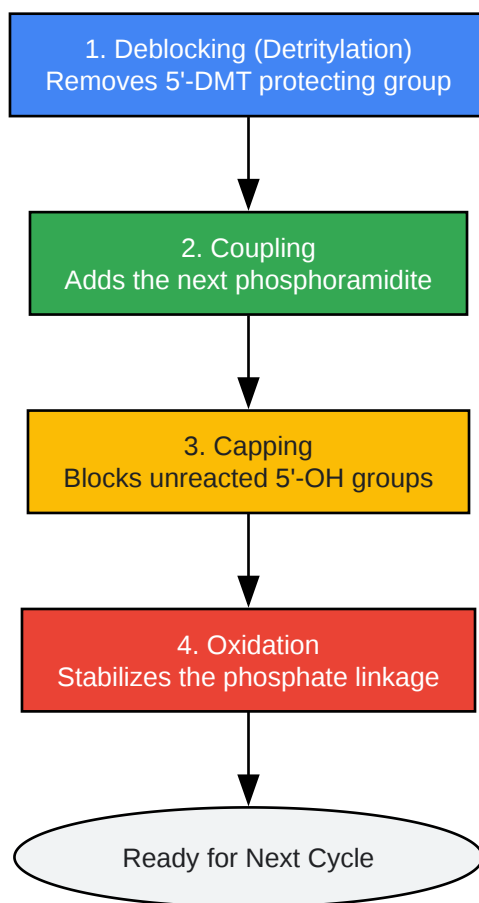 1. Deblocking (Detritylation)
Removes 5'-DMT protecting group
2. Coupling
Adds the next phosphoramidite
3. Capping
Blocks unreacted 5'-OH groups
4. Oxidation
Stabilizes the phosphate linkage
Ready for Next Cycle